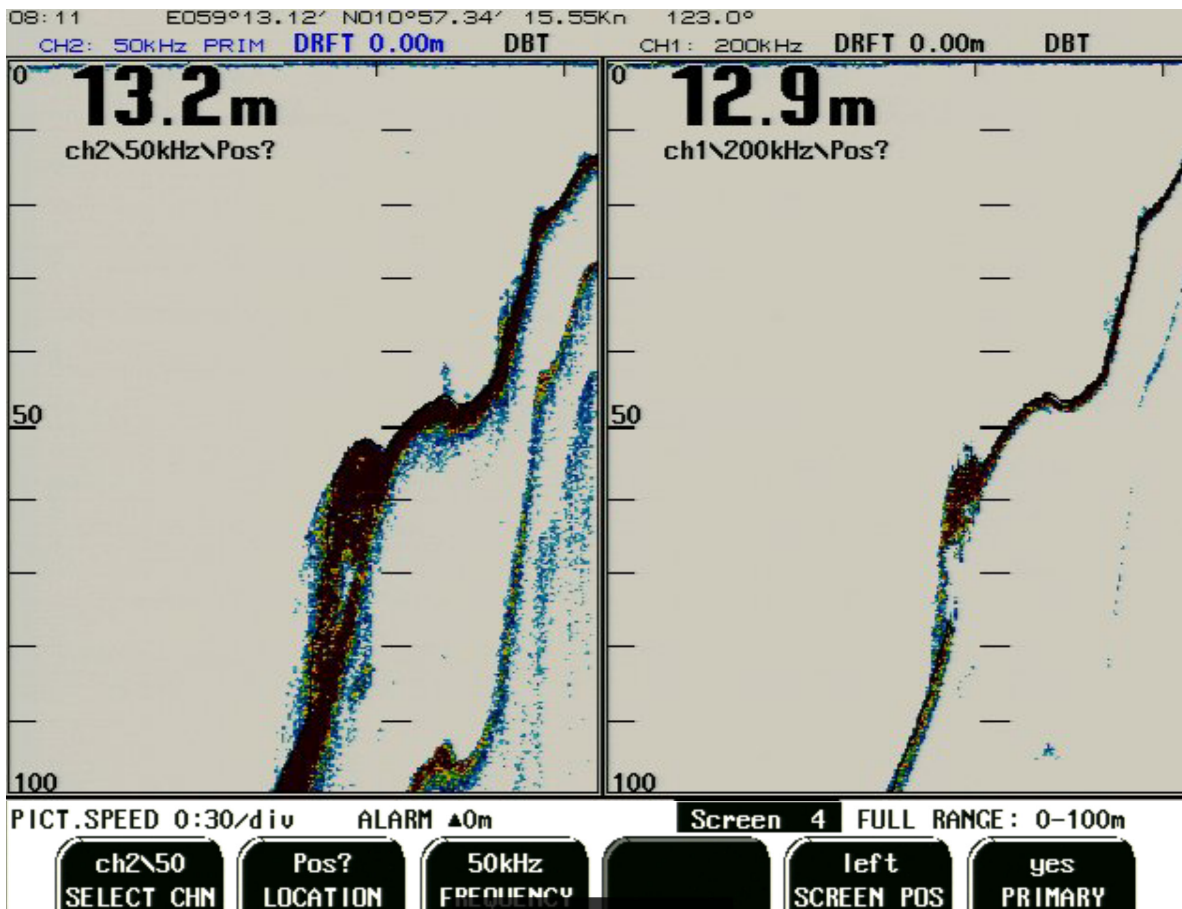 08:11 E059°13.12' N010°57.34' 15.55Kn 123.0°
CH2: 50kHz PRIM DRFT 0.00m DBT
CH1: 200kHz DRFT 0.00m DBT
0
13.2m
ch2\50kHz\Pos?
50
100
0
12.9m
ch1\200kHz\Pos?
50
100
PICT.SPEED 0:30/div ALARM ▲0m Screen 4 FULL RANGE: 0-100m
ch2\50
SELECT CHN
Pos?
LOCATION
50kHz
FREQUENCY
left
SCREEN POS
yes
PRIMARY